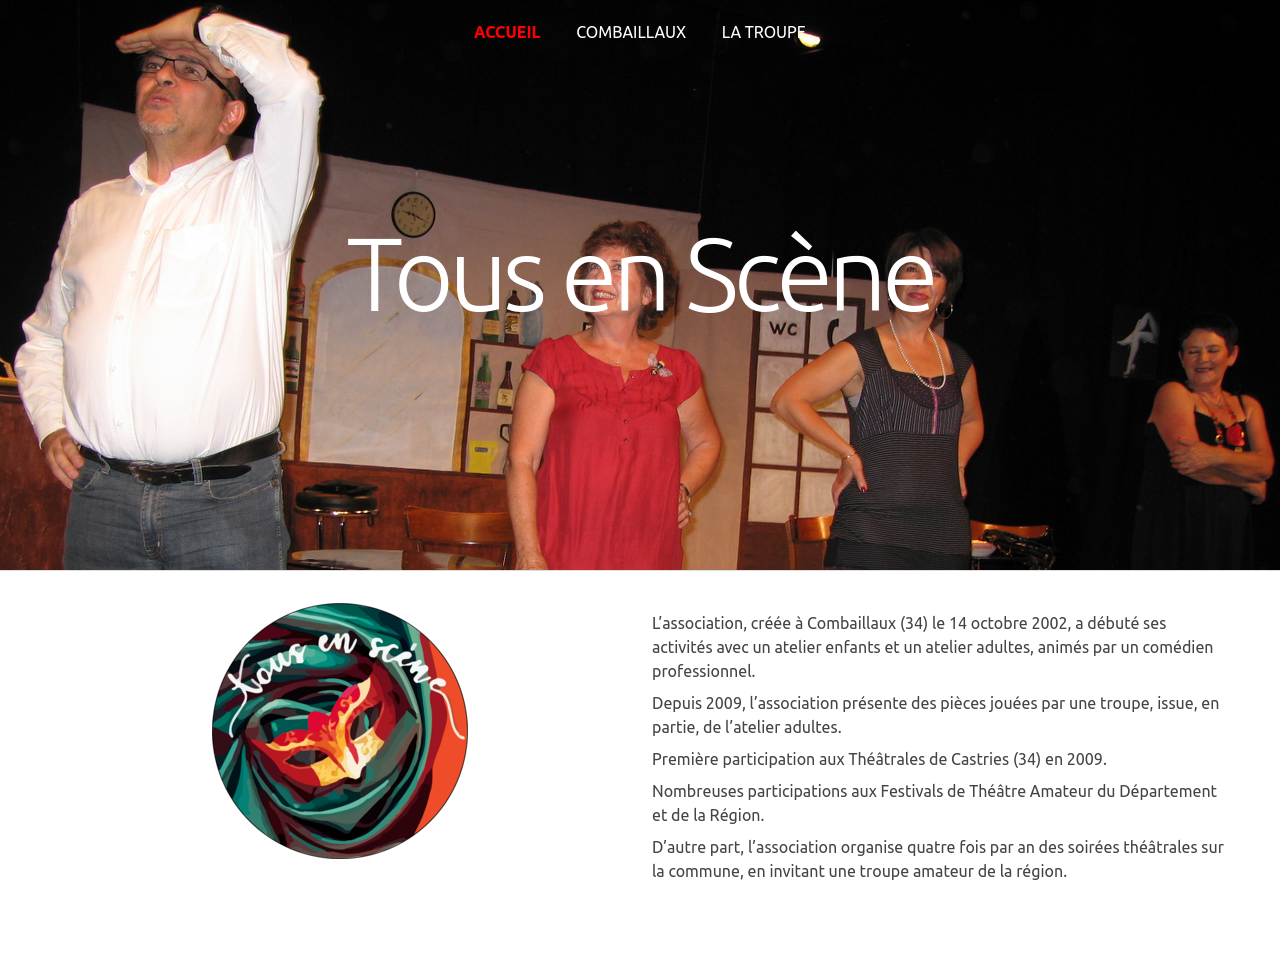 ACCUEIL COMBAILLAUX LA TROUPE
Tous en Scène
WC
tous en scène
L’association, créée à Combaillaux (34) le 14 octobre 2002, a débuté ses
activités avec un atelier enfants et un atelier adultes, animés par un comédien
professionnel.
Depuis 2009, l’association présente des pièces jouées par une troupe, issue, en
partie, de l’atelier adultes.
Première participation aux Théâtrales de Castries (34) en 2009.
Nombreuses participations aux Festivals de Théâtre Amateur du Département
et de la Région.
D’autre part, l’association organise quatre fois par an des soirées théâtrales sur
la commune, en invitant une troupe amateur de la région.